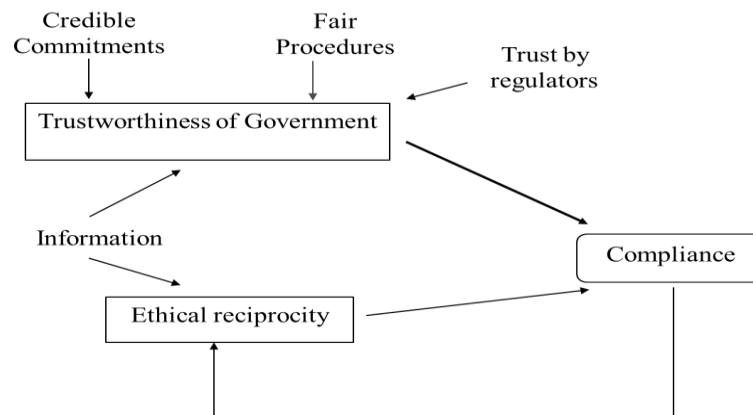 Credible
Commitments
Fair
Procedures
Trust by
regulators
Trustworthiness of Government
Information
Compliance
Ethical reciprocity